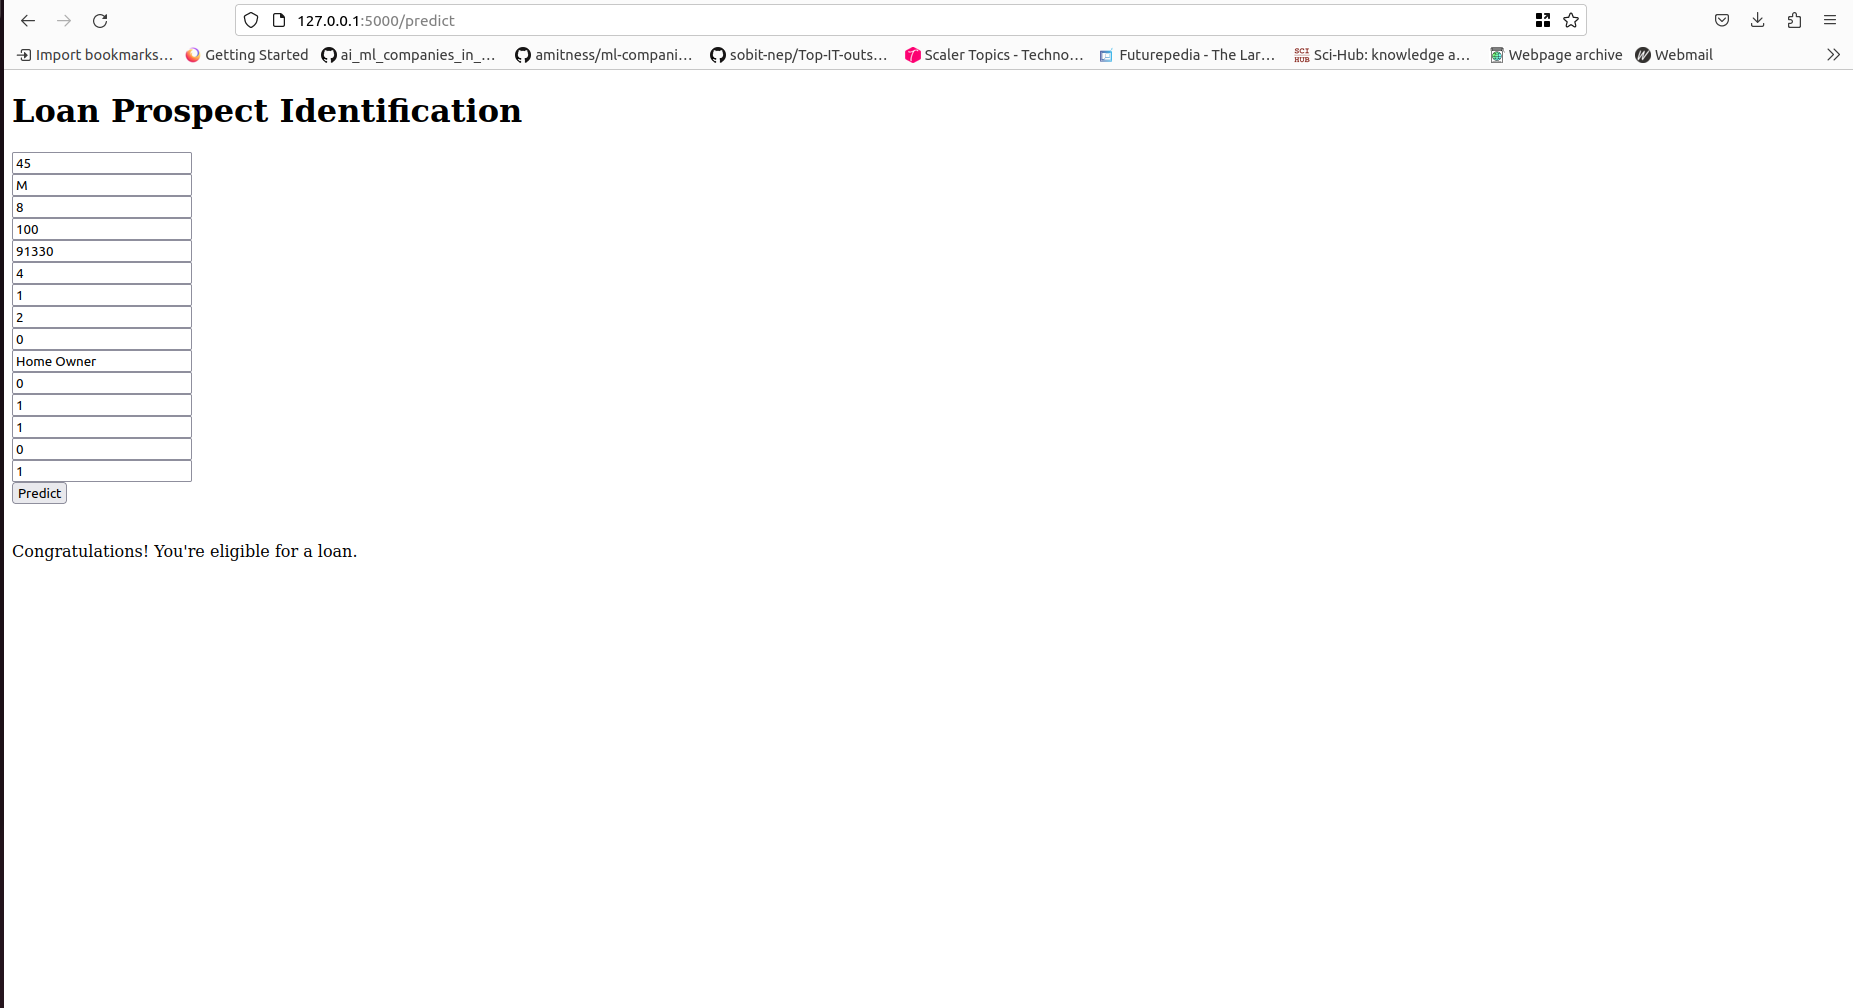 127.0.0.1:5000/predict
Import bookmarks... Getting Started ai_ml_companies_in_... amitness/ml-compani... sobit-nep/Top-IT-outs... Scaler Topics - Techno... Futurepedia - The Lar... SCI HUB Sci-Hub: knowledge a... Webpage archive Webmail
Loan Prospect Identification
45
M
8
100
91330
4
1
2
0
Home Owner
0
1
1
0
1
Predict
Congratulations! You're eligible for a loan.